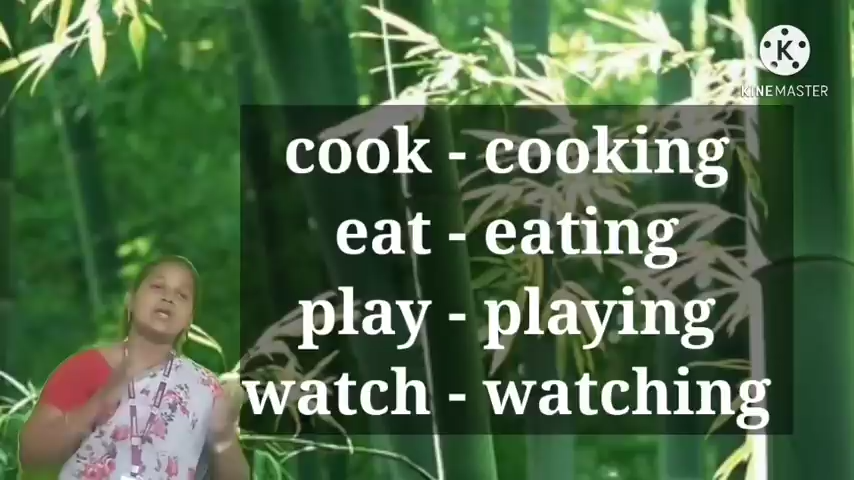 K
KINEMASTER
cook - cooking
eat - eating
play - playing
watch - watching